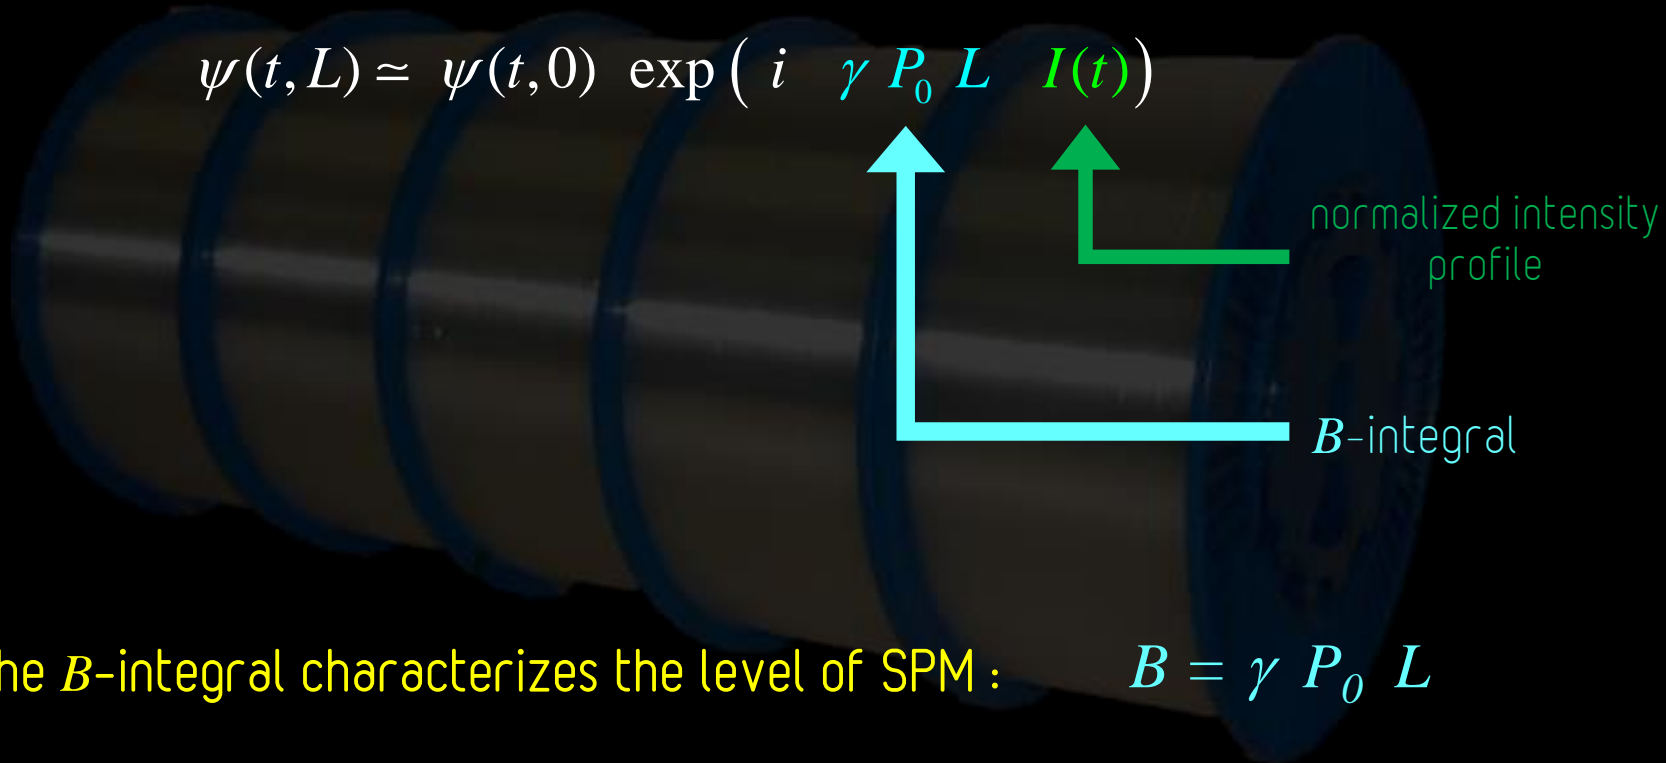 ψ(t, L) ≃ ψ(t,0) exp( i γ P₀ L I(t))
normalized intensity
profile
B-integral
he B-integral characterizes the level of SPM : B = γ P₀ L